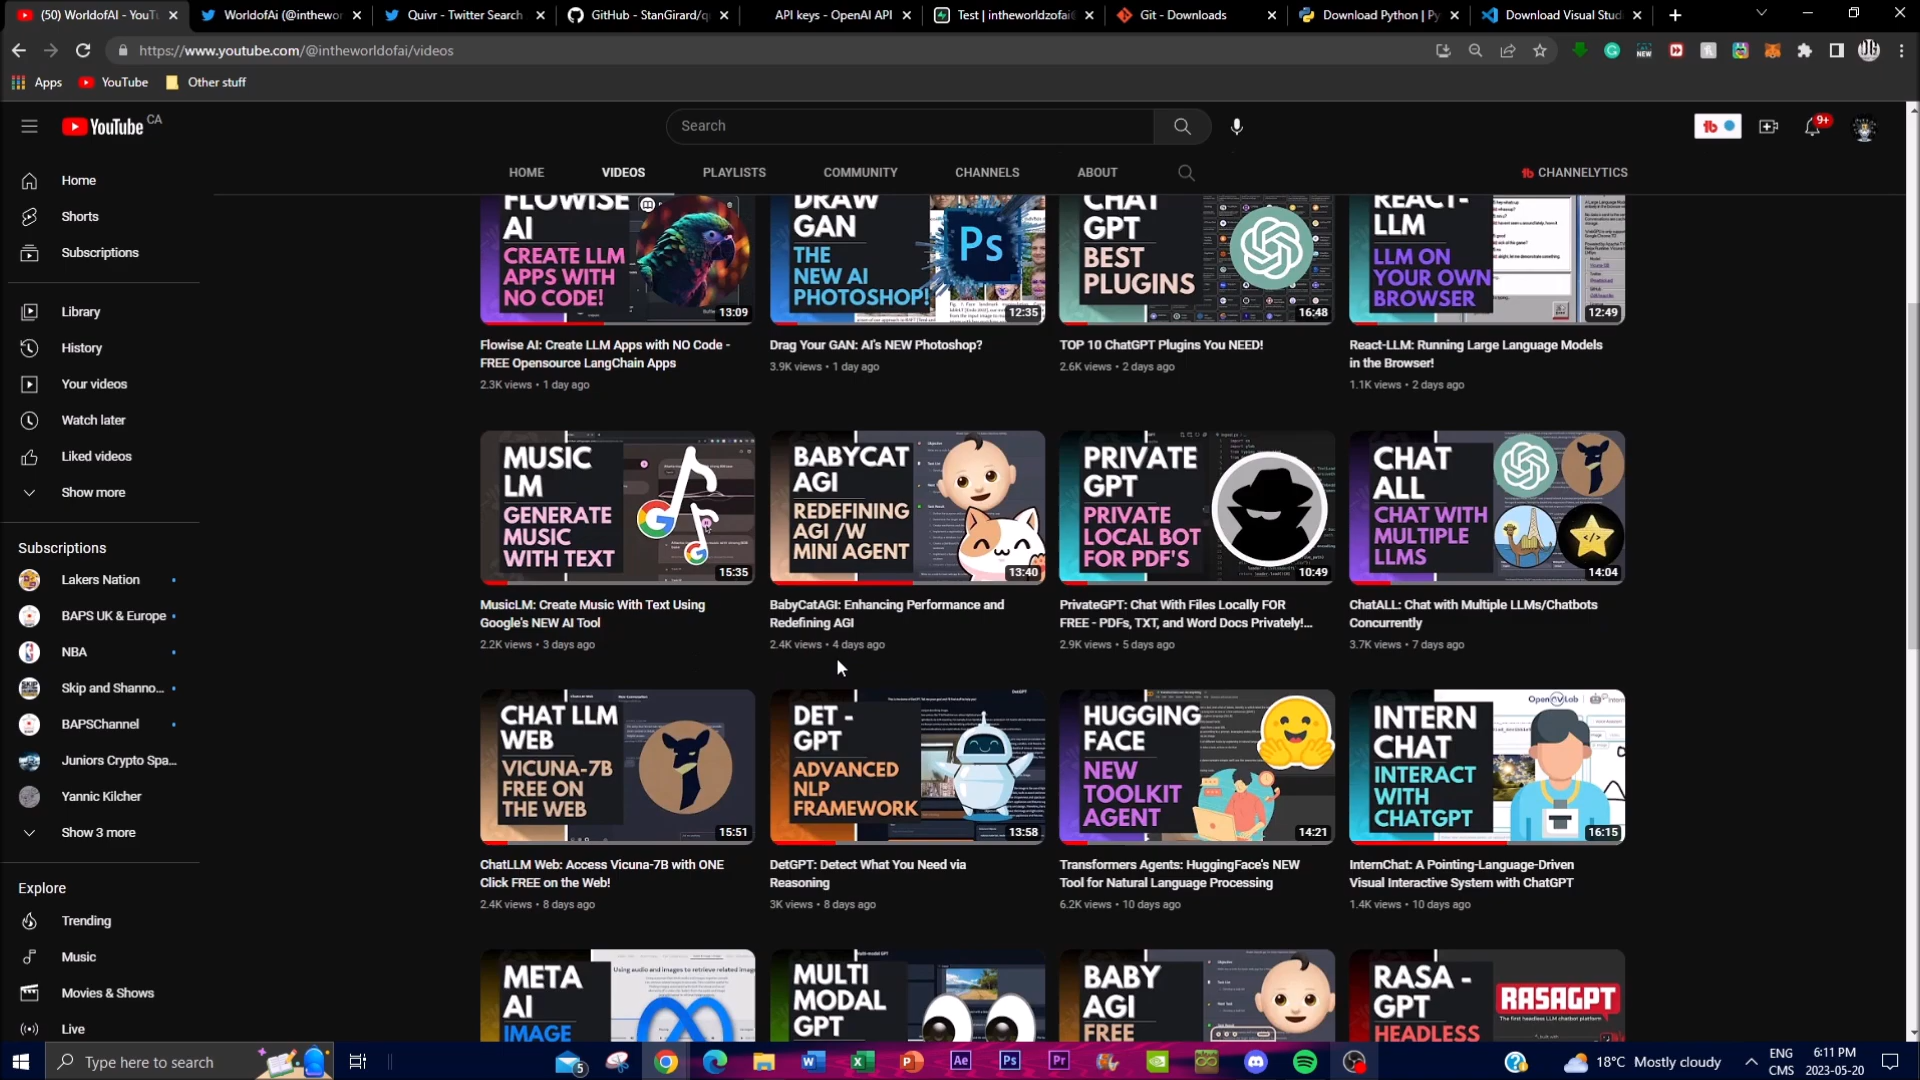 (50) WorldofAI - YouT
WorldofAi (@inthewor
Quivr - Twitter Search
GitHub - StanGirard/q
API keys - OpenAI API
Test | intheworldzofai
Git - Downloads
Download Python | Py
Download Visual Stud
https://www.youtube.com/@intheworldofai/videos
Apps
YouTube
Other stuff
YouTube CA
Search
9+
HOME
VIDEOS
PLAYLISTS
COMMUNITY
CHANNELS
ABOUT
CHANNELYTICS
Home
Shorts
Subscriptions
Library
History
Your videos
Watch later
Liked videos
Show more
Subscriptions
Lakers Nation
BAPS UK & Europe
NBA
Skip and Shanno...
BAPSChannel
Juniors Crypto Spa...
Yannic Kilcher
Show 3 more
Explore
Trending
Music
Movies & Shows
Live
FLOWISE
AI
CREATE LLM
APPS WITH
NO CODE!
13:09
Flowise AI: Create LLM Apps with NO Code -
FREE Opensource LangChain Apps
2.3K views • 1 day ago
DRAW
GAN
THE
NEW AI
PHOTOSHOP!
Ps
12:35
Drag Your GAN: AI's NEW Photoshop?
3.9K views • 1 day ago
CHAT
GPT
BEST
PLUGINS
16:48
TOP 10 ChatGPT Plugins You NEED!
2.6K views • 2 days ago
REACT-
LLM
LLM ON
YOUR OWN
BROWSER
12:49
React-LLM: Running Large Language Models
in the Browser!
1.1K views • 2 days ago
MUSIC
LM
GENERATE
MUSIC
WITH TEXT
15:35
MusicLM: Create Music With Text Using
Google's NEW AI Tool
2.2K views • 3 days ago
BABYCAT
AGI
REDEFINING
AGI /W
MINI AGENT
13:40
BabyCatAGI: Enhancing Performance and
Redefining AGI
2.4K views • 4 days ago
PRIVATE
GPT
PRIVATE
LOCAL BOT
FOR PDF'S
10:49
PrivateGPT: Chat With Files Locally FOR
FREE - PDFs, TXT, and Word Docs Privately!...
2.9K views • 5 days ago
CHAT
ALL
CHAT WITH
MULTIPLE
LLMS
14:04
ChatALL: Chat with Multiple LLMs/Chatbots
Concurrently
3.7K views • 7 days ago
CHAT LLM
WEB
VICUNA-7B
FREE ON
THE WEB
15:51
ChatLLM Web: Access Vicuna-7B with ONE
Click FREE on the Web!
2.4K views • 8 days ago
DET -
GPT
ADVANCED
NLP
FRAMEWORK
13:58
DetGPT: Detect What You Need via
Reasoning
3K views • 8 days ago
HUGGING
FACE
NEW
TOOLKIT
AGENT
14:21
Transformers Agents: HuggingFace's NEW
Tool for Natural Language Processing
6.2K views • 10 days ago
INTERN
CHAT
INTERACT
WITH
CHATGPT
16:15
InternChat: A Pointing-Language-Driven
Visual Interactive System with ChatGPT
1.4K views • 10 days ago
META
AI
IMAGE
Using audio and images to retrieve related imag
MULTI
MODAL
GPT
BABY
AGI
FREE
RASA -
GPT
HEADLESS
RASAGPT
Type here to search
18°C Mostly cloudy
ENG
CMS
6:11 PM
2023-05-20